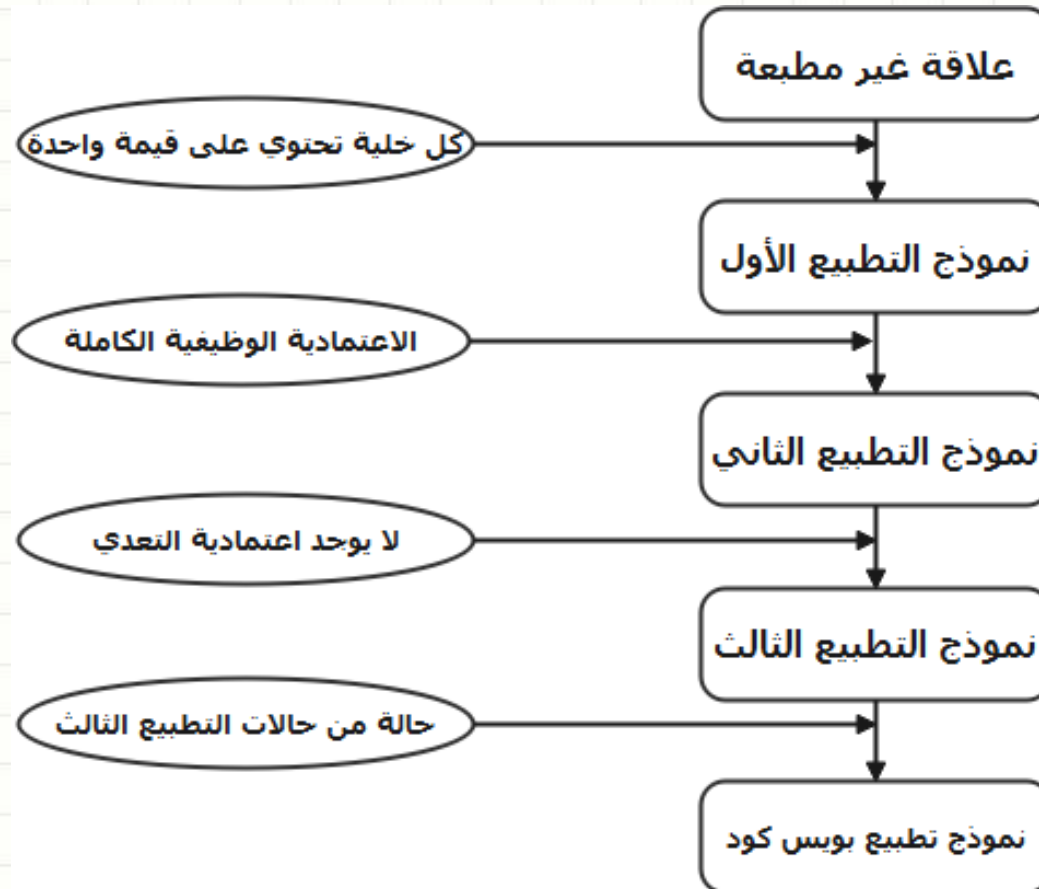 علاقة غير مطبعة
كل خلية تحتوي على قيمة واحدة
نموذج التطبيع الأول
الاعتمادية الوظيفية الكاملة
نموذج التطبيع الثاني
لا يوجد اعتمادية التعدي
نموذج التطبيع الثالث
حالة من حالات التطبيع الثالث
نموذج تطبيع بويس كود